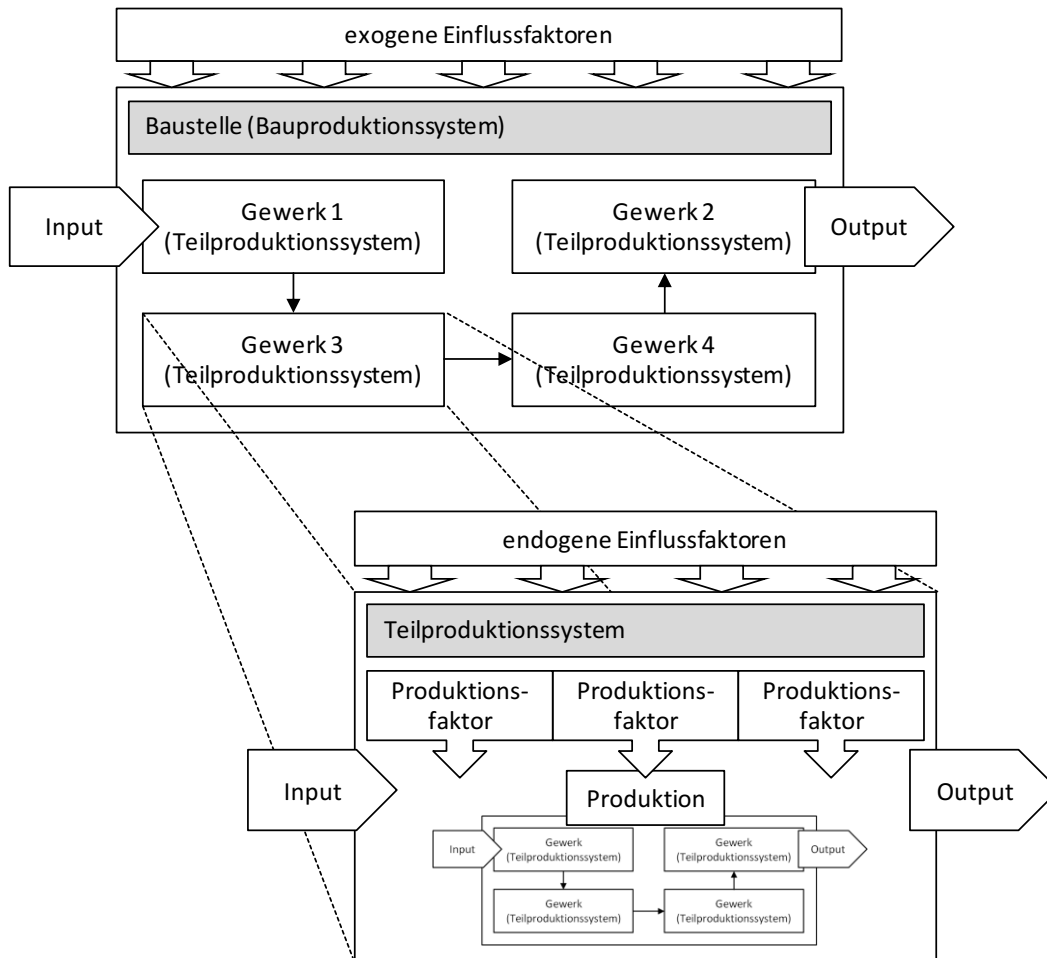 exogene Einflussfaktoren
Baustelle (Bauproduktionssystem)
Input
Gewerk 1
(Teilproduktionssystem)
Gewerk 2
(Teilproduktionssystem)
Output
Gewerk 3
(Teilproduktionssystem)
Gewerk 4
(Teilproduktionssystem)
endogene Einflussfaktoren
Teilproduktionssystem
Produktions-
faktor
Produktions-
faktor
Produktions-
faktor
Input
Produktion
Output
Input
Gewerk
(Teilproduktionssystem)
Gewerk
(Teilproduktionssystem)
Output
Gewerk
(Teilproduktionssystem)
Gewerk
(Teilproduktionssystem)